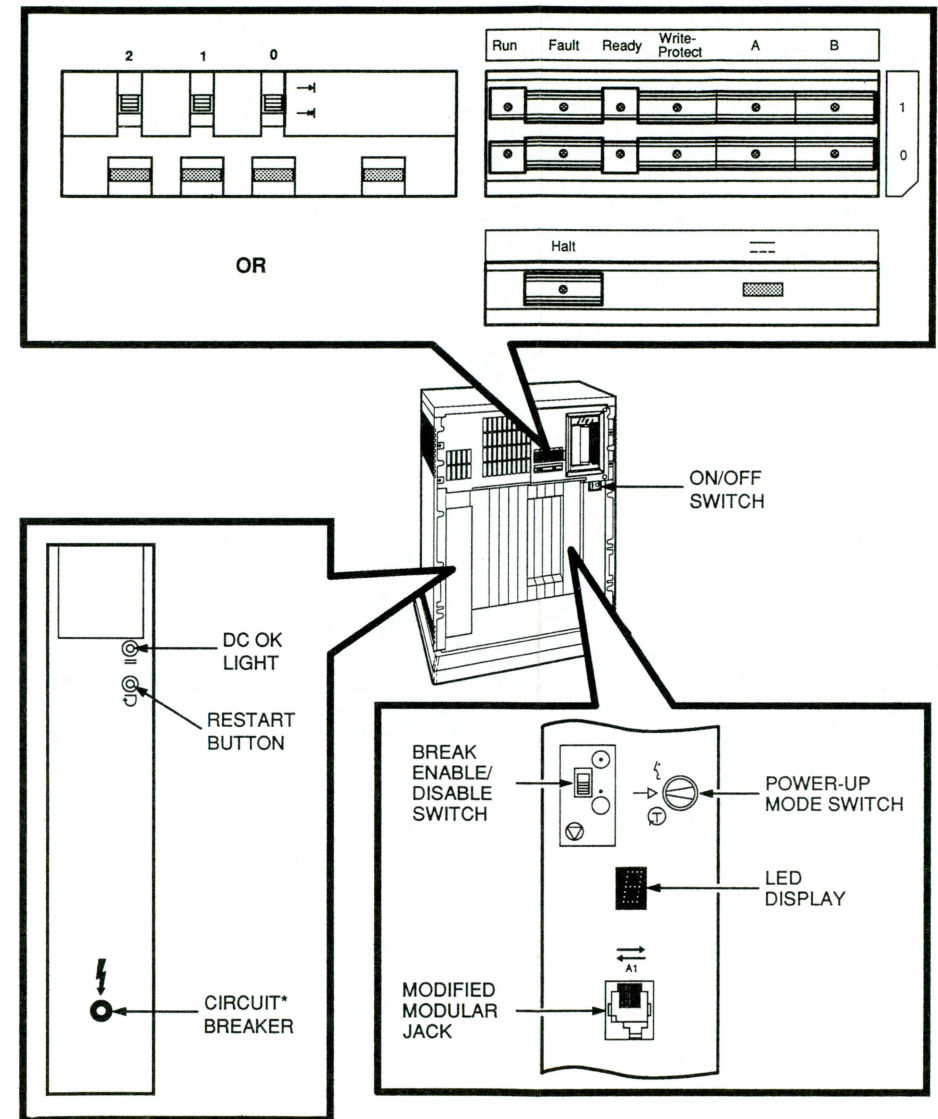 2 1 0
OR
Run Fault Ready Write-
Protect A B
1
0
Halt
ON/OFF
SWITCH
DC OK
LIGHT
RESTART
BUTTON
CIRCUIT*
BREAKER
BREAK
ENABLE/
DISABLE
SWITCH
POWER-UP
MODE SWITCH
LED
DISPLAY
A1
MODIFIED
MODULAR
JACK